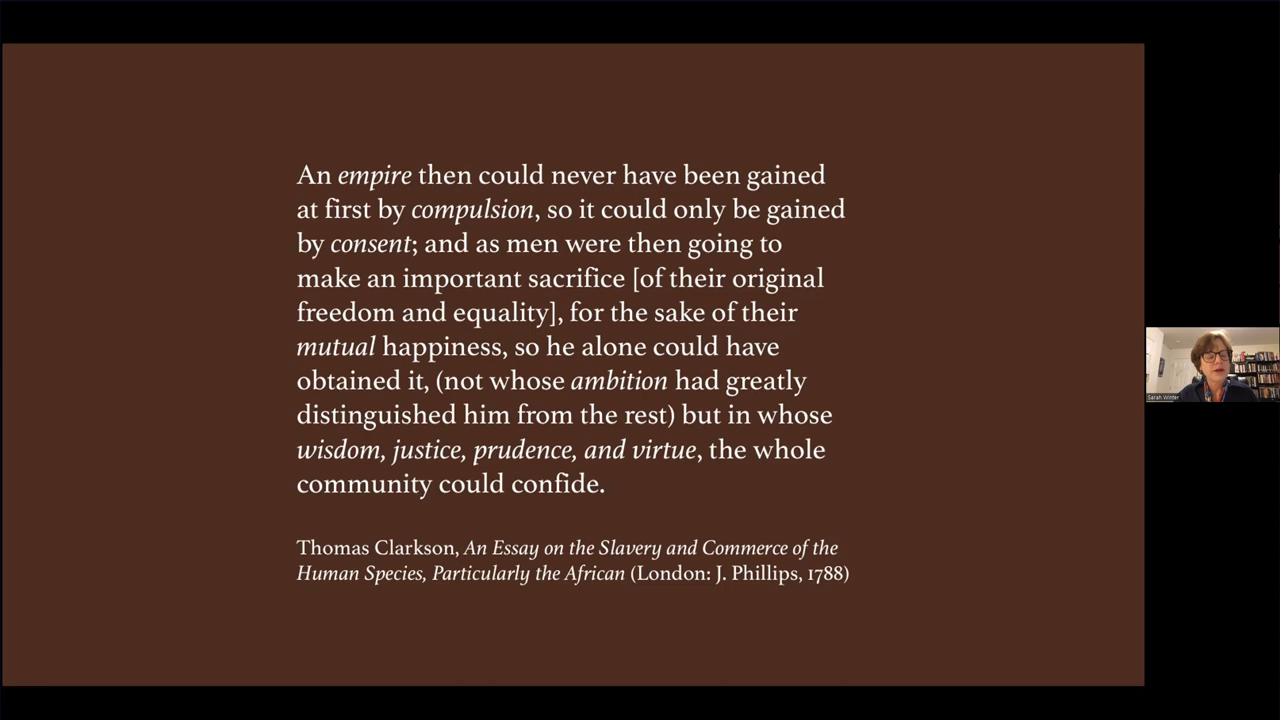 An empire then could never have been gained
at first by compulsion, so it could only be gained
by consent; and as men were then going to
make an important sacrifice [of their original
freedom and equality], for the sake of their
mutual happiness, so he alone could have
obtained it, (not whose ambition had greatly
distinguished him from the rest) but in whose
wisdom, justice, prudence, and virtue, the whole
community could confide.
Thomas Clarkson, An Essay on the Slavery and Commerce of the
Human Species, Particularly the African (London: J. Phillips, 1788)
Sarah Winter